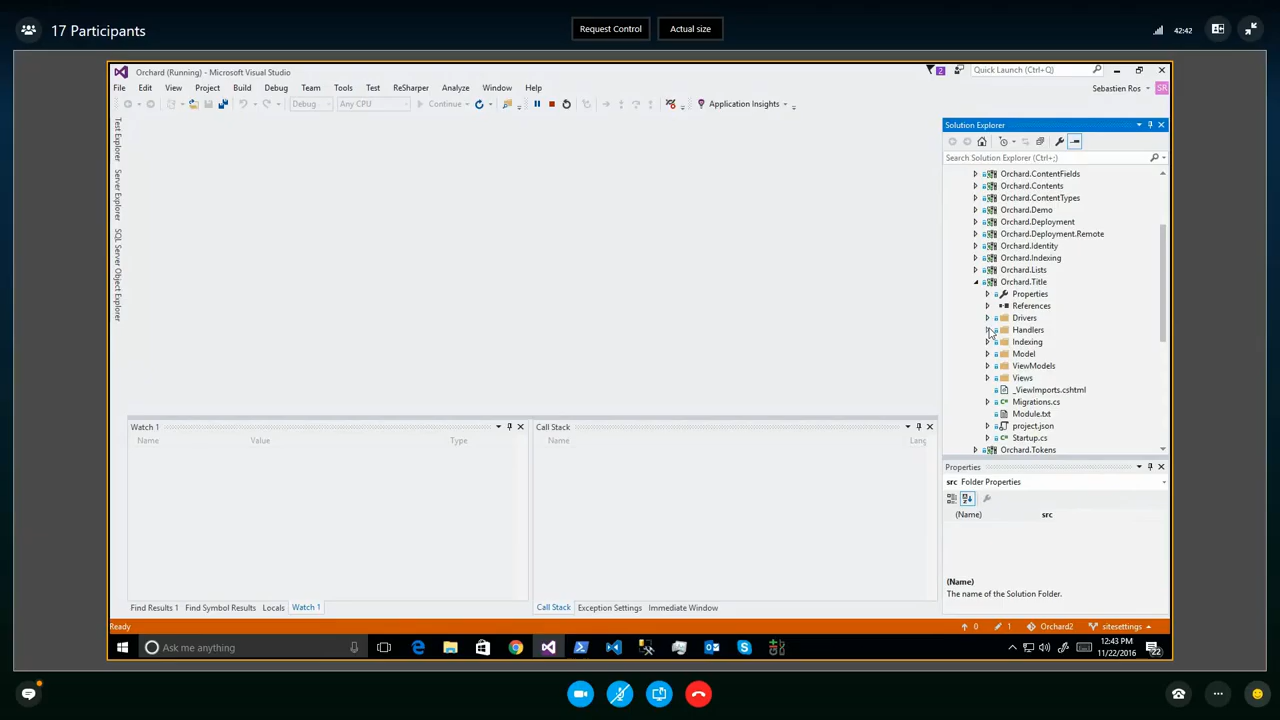 17 Participants
Request Control
Actual size
42:42
Orchard (Running) - Microsoft Visual Studio
2
Quick Launch (Ctrl+Q)
File Edit View Project Build Debug Team Tools Test ReSharper Analyze Window Help
Sebastien Ros
SR
Debug
Any CPU
Continue
Application Insights
Test Explorer
Server Explorer
SQL Server Object Explorer
Solution Explorer
Search Solution Explorer (Ctrl+;)
Orchard.ContentFields
Orchard.Contents
Orchard.ContentTypes
Orchard.Demo
Orchard.Deployment
Orchard.Deployment.Remote
Orchard.Identity
Orchard.Indexing
Orchard.Lists
Orchard.Title
Properties
References
Drivers
Handlers
Indexing
Model
ViewModels
Views
_ViewImports.cshtml
Migrations.cs
Module.txt
project.json
Startup.cs
Orchard.Tokens
Watch 1
Name Value Type
Call Stack
Name Lang
Properties
src Folder Properties
(Name) src
(Name)
The name of the Solution Folder.
Find Results 1 Find Symbol Results Locals Watch 1
Call Stack Exception Settings Immediate Window
Ready
0
1
Orchard2
sitesettings
Ask me anything
12:43 PM
11/22/2016
22